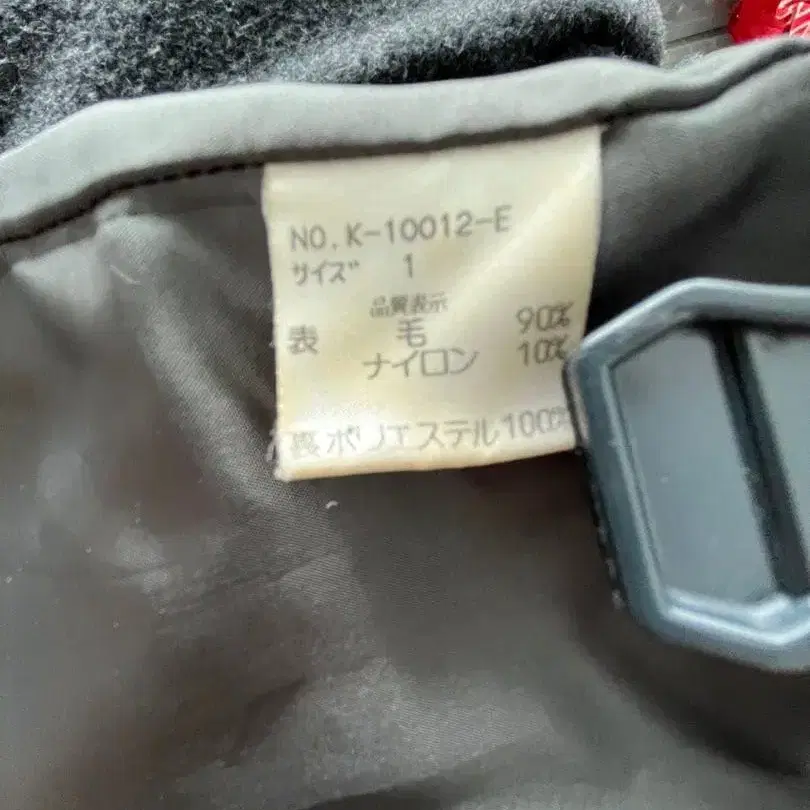 NO.K-10012-E
サイズ 1
品質表示
表 毛 90%
ナイロン 10%
裏ポリエステル100%